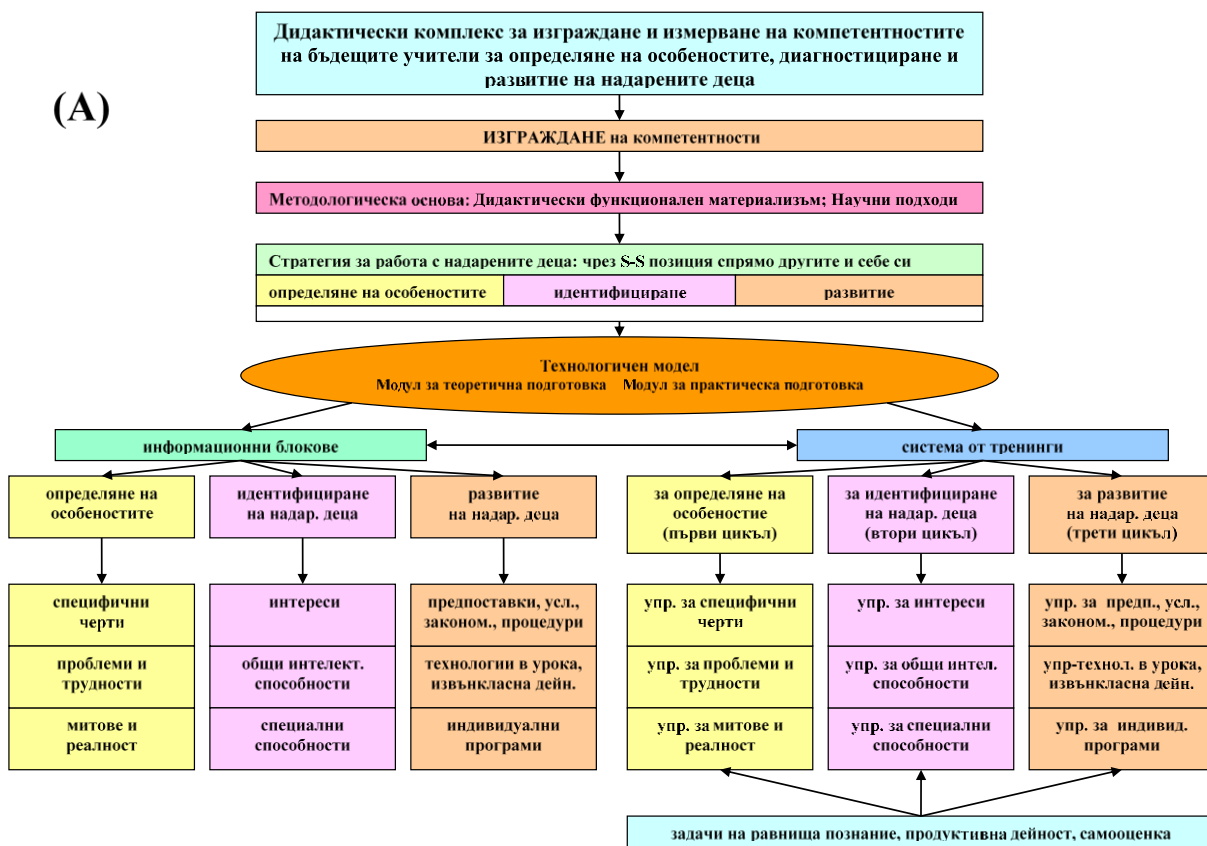 Дидактически комплекс за изграждане и измерване на компетентностите
на бъдещите учители за определяне на особеностите, диагностициране и
развитие на надарените деца
(А)
ИЗГРАЖДАНЕ на компетентности
Методологическа основа: Дидактически функционален материализъм; Научни подходи
Стратегия за работа с надарените деца: чрез S-S позиция спрямо другите и себе си
определяне на особеностите
идентифициране
развитие
Технологичен модел
Модул за теоретична подготовка Модул за практическа подготовка
информационни блокове
система от тренинги
определяне на
особеностите
идентифициране
на надар. деца
развитие
на надар. деца
за определяне на
особеностие
(първи цикъл)
за идентифициране
на надар. деца
(втори цикъл)
за развитие
на надар. деца
(трети цикъл)
специфични
черти
интереси
предпоставки, усл.,
законом., процедури
упр. за специфични
черти
упр. за интереси
упр. за предп., усл.,
законом., процедури
проблеми и
трудности
общи интелект.
способности
технологии в урока,
извънкласна дейн.
упр. за проблеми и
трудности
упр. за общи интел.
способности
упр-технол. в урока,
извънкласна дейн.
митове и
реалност
специални
способности
индивидуални
програми
упр. за митове и
реалност
упр. за специални
способности
упр. за индивид.
програми
задачи на равнища познание, продуктивна дейност, самооценка